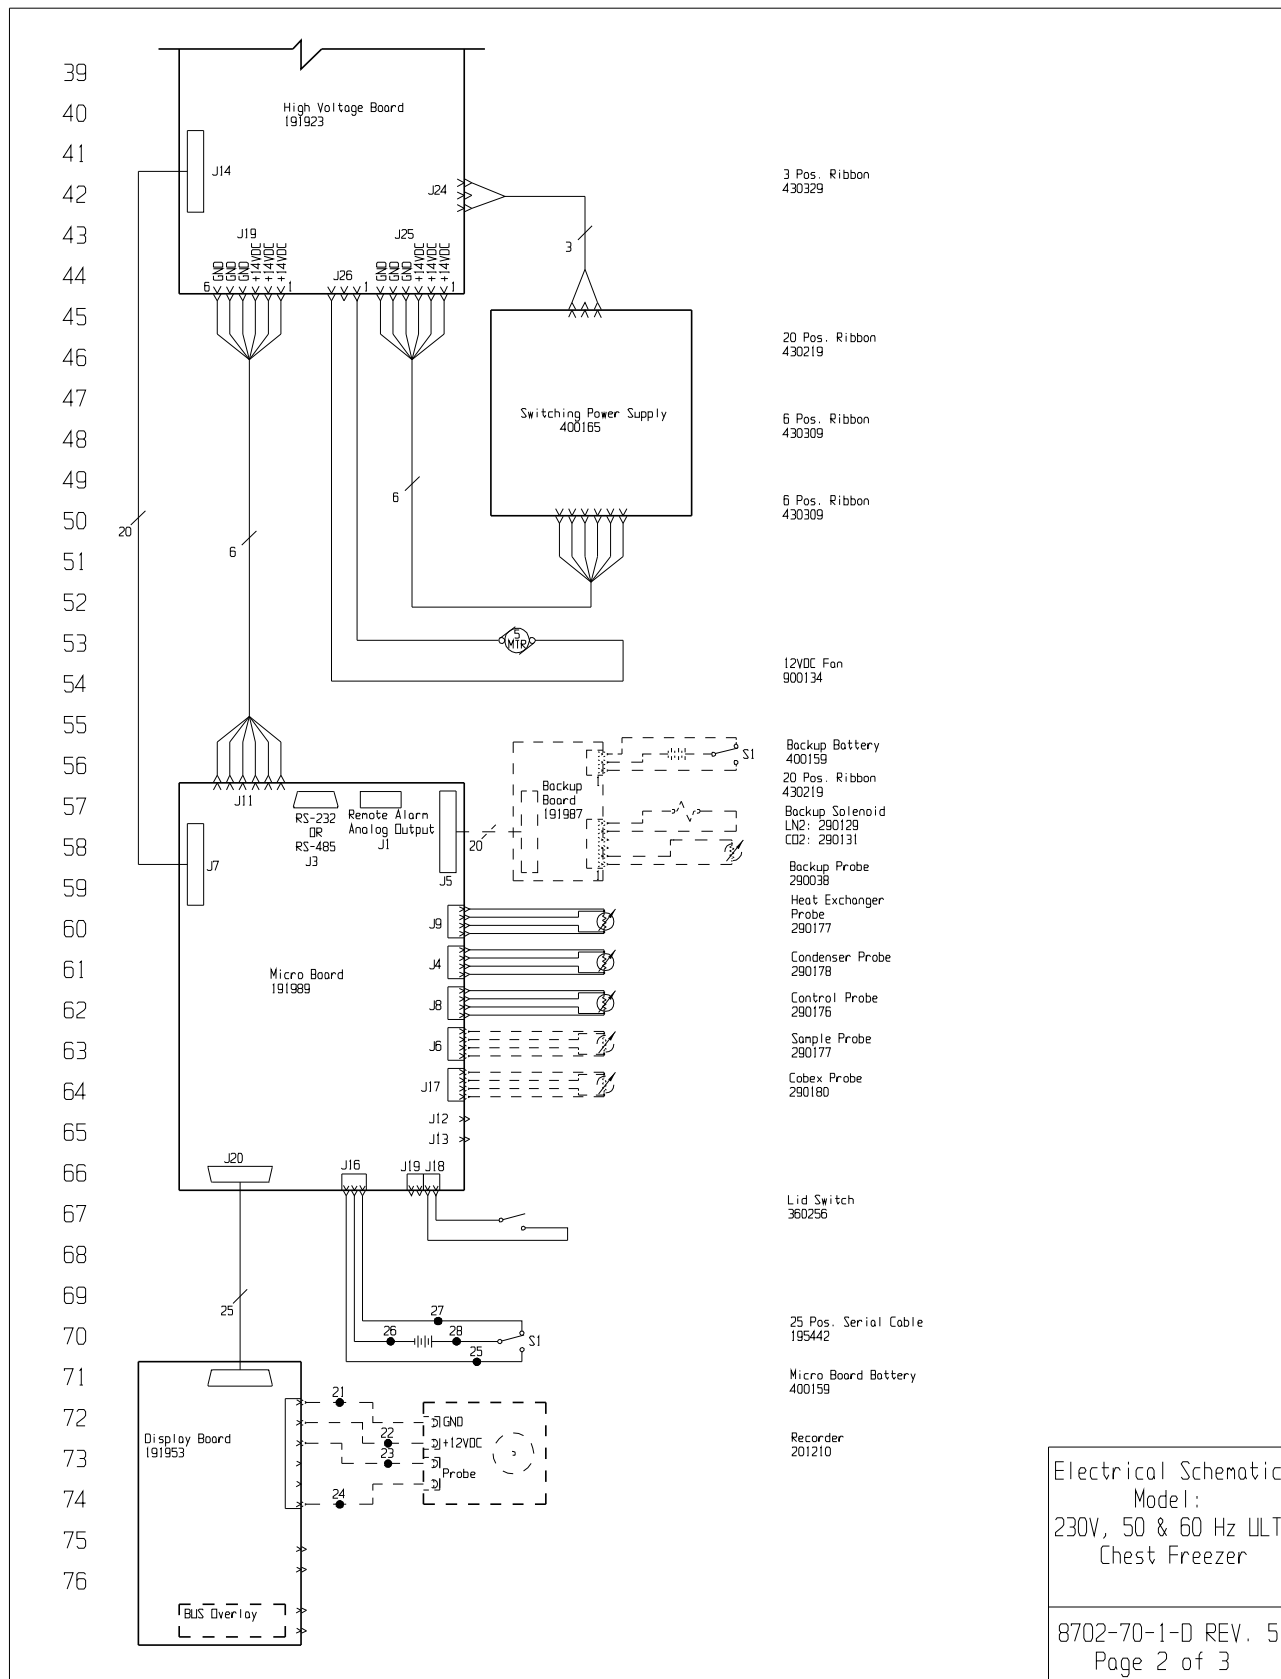 39
40
41
42
43
44
45
46
47
48
49
50
51
52
53
54
55
56
57
58
59
60
61
62
63
64
65
66
67
68
69
70
71
72
73
74
75
76
High Voltage Board
191923
J14
J24
J19
GND
GND
GND
+14VDC
+14VDC
+14VDC
6
1
J26
1
J25
GND
GND
GND
+14VDC
+14VDC
+14VDC
1
3
Switching Power Supply
400165
20
6
6
5
MTR
J11
RS-232
OR
RS-485
J3
Remote Alarm
Analog Output
J1
J5
J7
20
Backup
Board
191987
1
1
S1
J9
J4
J8
J6
J17
J12
J13
Micro Board
191989
J20
J16
J19
J18
25
27
26
28
25
S1
Display Board
191953
21
22
23
24
GND
+12VDC
Probe
BUS Overlay
3 Pos. Ribbon
430329
20 Pos. Ribbon
430219
6 Pos. Ribbon
430309
6 Pos. Ribbon
430309
12VDC Fan
900134
Backup Battery
400159
20 Pos. Ribbon
430219
Backup Solenoid
LN2: 290129
CO2: 290131
Backup Probe
290038
Heat Exchanger
Probe
290177
Condenser Probe
290178
Control Probe
290176
Sample Probe
290177
Cobex Probe
290180
Lid Switch
360256
25 Pos. Serial Cable
195442
Micro Board Battery
400159
Recorder
201210
Electrical Schematic
Model:
230V, 50 & 60 Hz ULT
Chest Freezer
8702-70-1-D REV. 5
Page 2 of 3